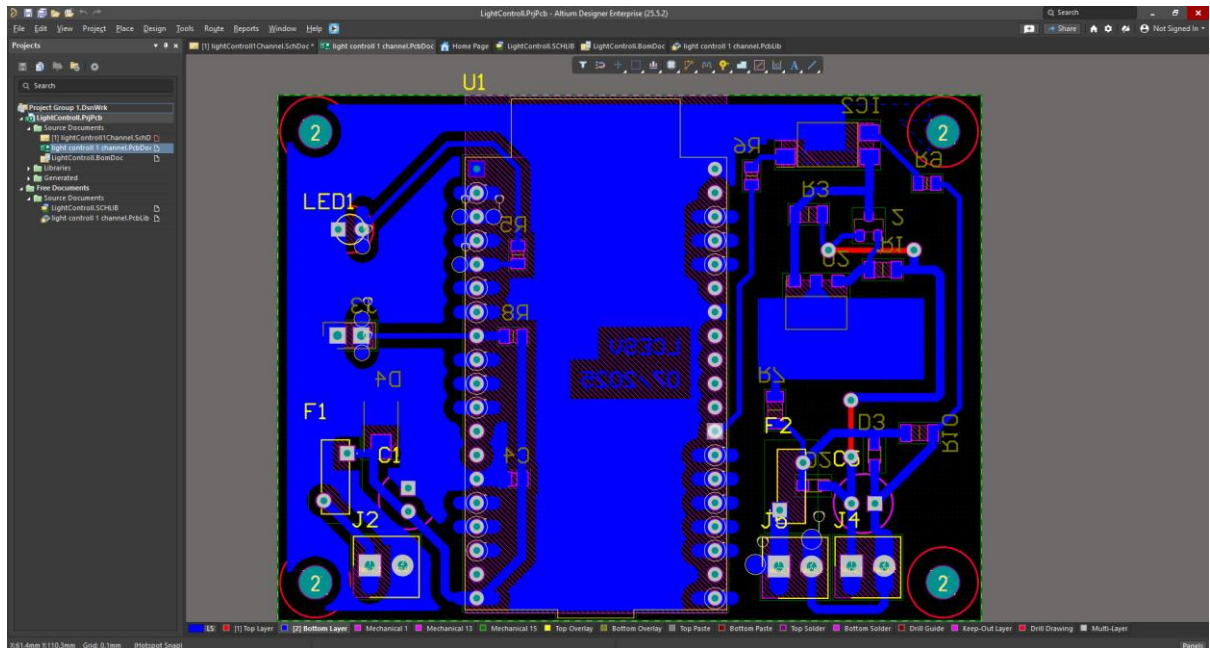 LightControll.PrjPcb - Altium Designer Enterprise (25.5.2)
Search
File Edit View Project Place Design Tools Route Reports Window Help
Share
Not Signed In
Projects
[1] lightControll1Channel.SchDoc *
light controll 1 channel.PcbDoc
Home Page
LightControll.SCHLIB
LightControll.BomDoc
light controll 1 channel.PcbLib
Search
Project Group 1.DsnWrk
LightControll.PrjPcb
Source Documents
[1] lightControll1Channel.SchD
light controll 1 channel.PcbDoc
LightControll.BomDoc
Libraries
Generated
Free Documents
Source Documents
LightControll.SCHLIB
light controll 1 channel.PcbLib
U1
2
IC2
2
R6
R9
R3
LED1
R5
2
R1
Q2
J3
R8
LCESU
07/2025
D4
R7
F1
F2
D3
R10
C1
C4
J2
J4
2
2
LS
[1] Top Layer
[2] Bottom Layer
Mechanical 1
Mechanical 13
Mechanical 15
Top Overlay
Bottom Overlay
Top Paste
Bottom Paste
Top Solder
Bottom Solder
Drill Guide
Keep-Out Layer
Drill Drawing
Multi-Layer
X:61.4mm Y:110.3mm Grid: 0.1mm (Hotspot Snap)
Panels